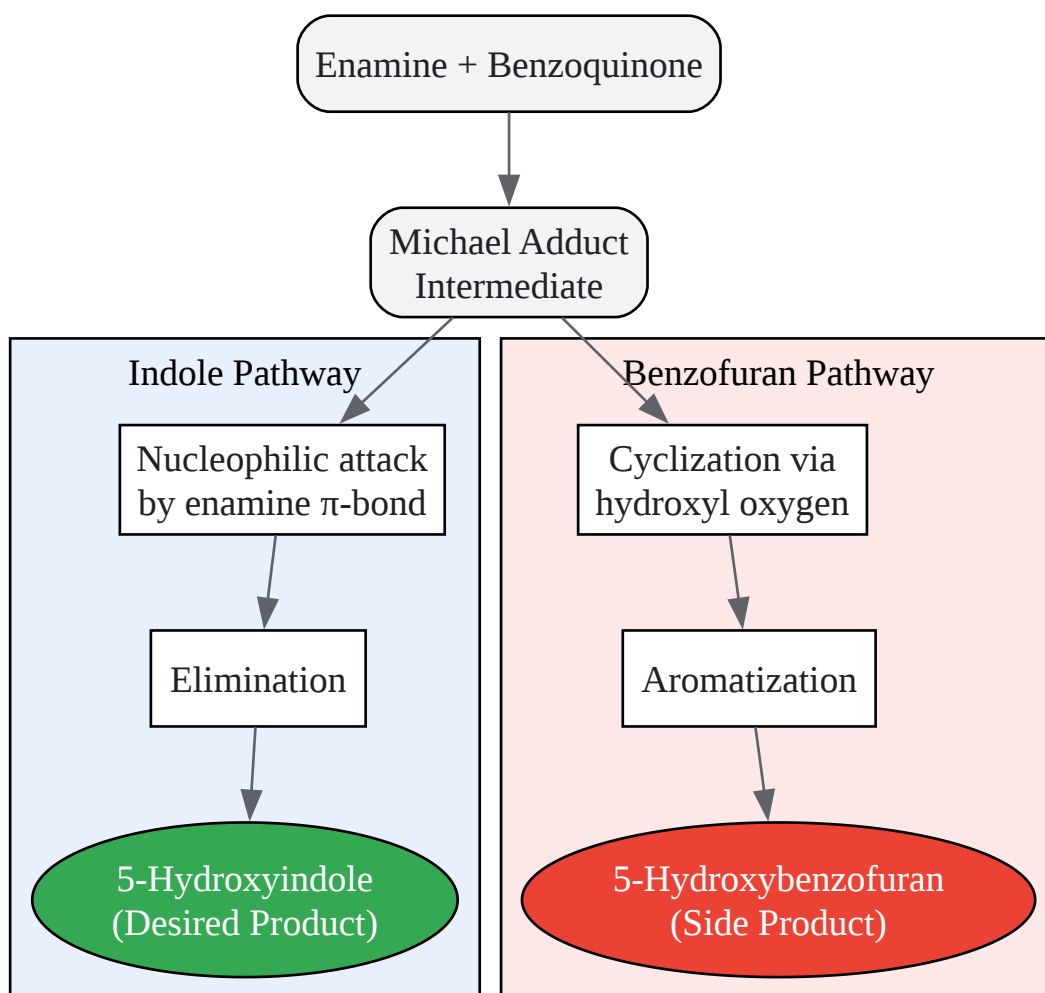 Enamine + Benzoquinone
Michael Adduct
Intermediate
Indole Pathway
Nucleophilic attack
by enamine π-bond
Elimination
5-Hydroxyindole
(Desired Product)
Benzofuran Pathway
Cyclization via
hydroxyl oxygen
Aromatization
5-Hydroxybenzofuran
(Side Product)